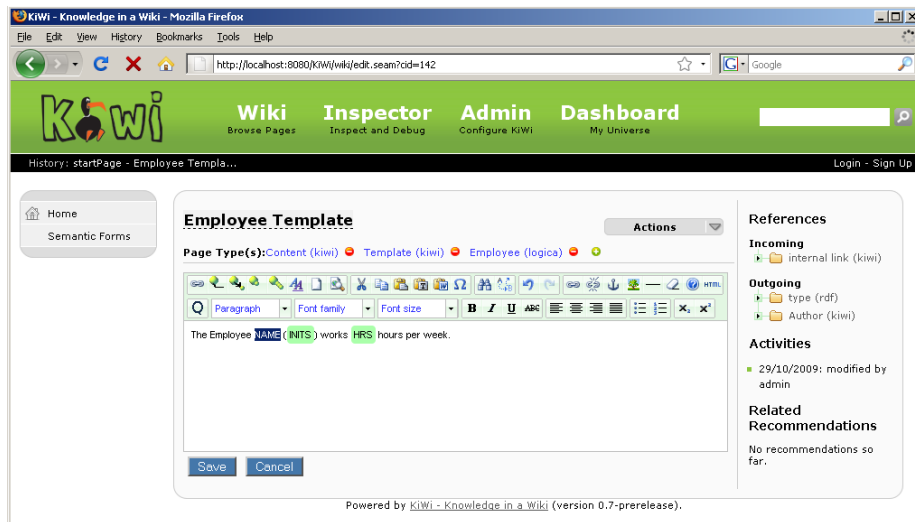 KiWi - Knowledge in a Wiki - Mozilla Firefox
File Edit View History Bookmarks Tools Help
http://localhost:8080/KiWi/wiki/edit.seam?cid=142
G Google
KiWi
Wiki Inspector Admin Dashboard
Browse Pages Inspect and Debug Configure KiWi My Universe
History: startPage - Employee Templa...
Login - Sign Up
Home
Semantic Forms
Employee Template
Actions
Page Type(s):Content (kiwi) Template (kiwi) Employee (logica)
HTML
Q Paragraph Font family Font size B I U ABC x₂ x²
The Employee NAME ( INITS ) works HRS hours per week.
Save Cancel
References
Incoming
internal link (kiwi)
Outgoing
type (rdf)
Author (kiwi)
Activities
29/10/2009: modified by
admin
Related
Recommendations
No recommendations so
far.
Powered by KiWi - Knowledge in a Wiki (version 0.7-prerelease).